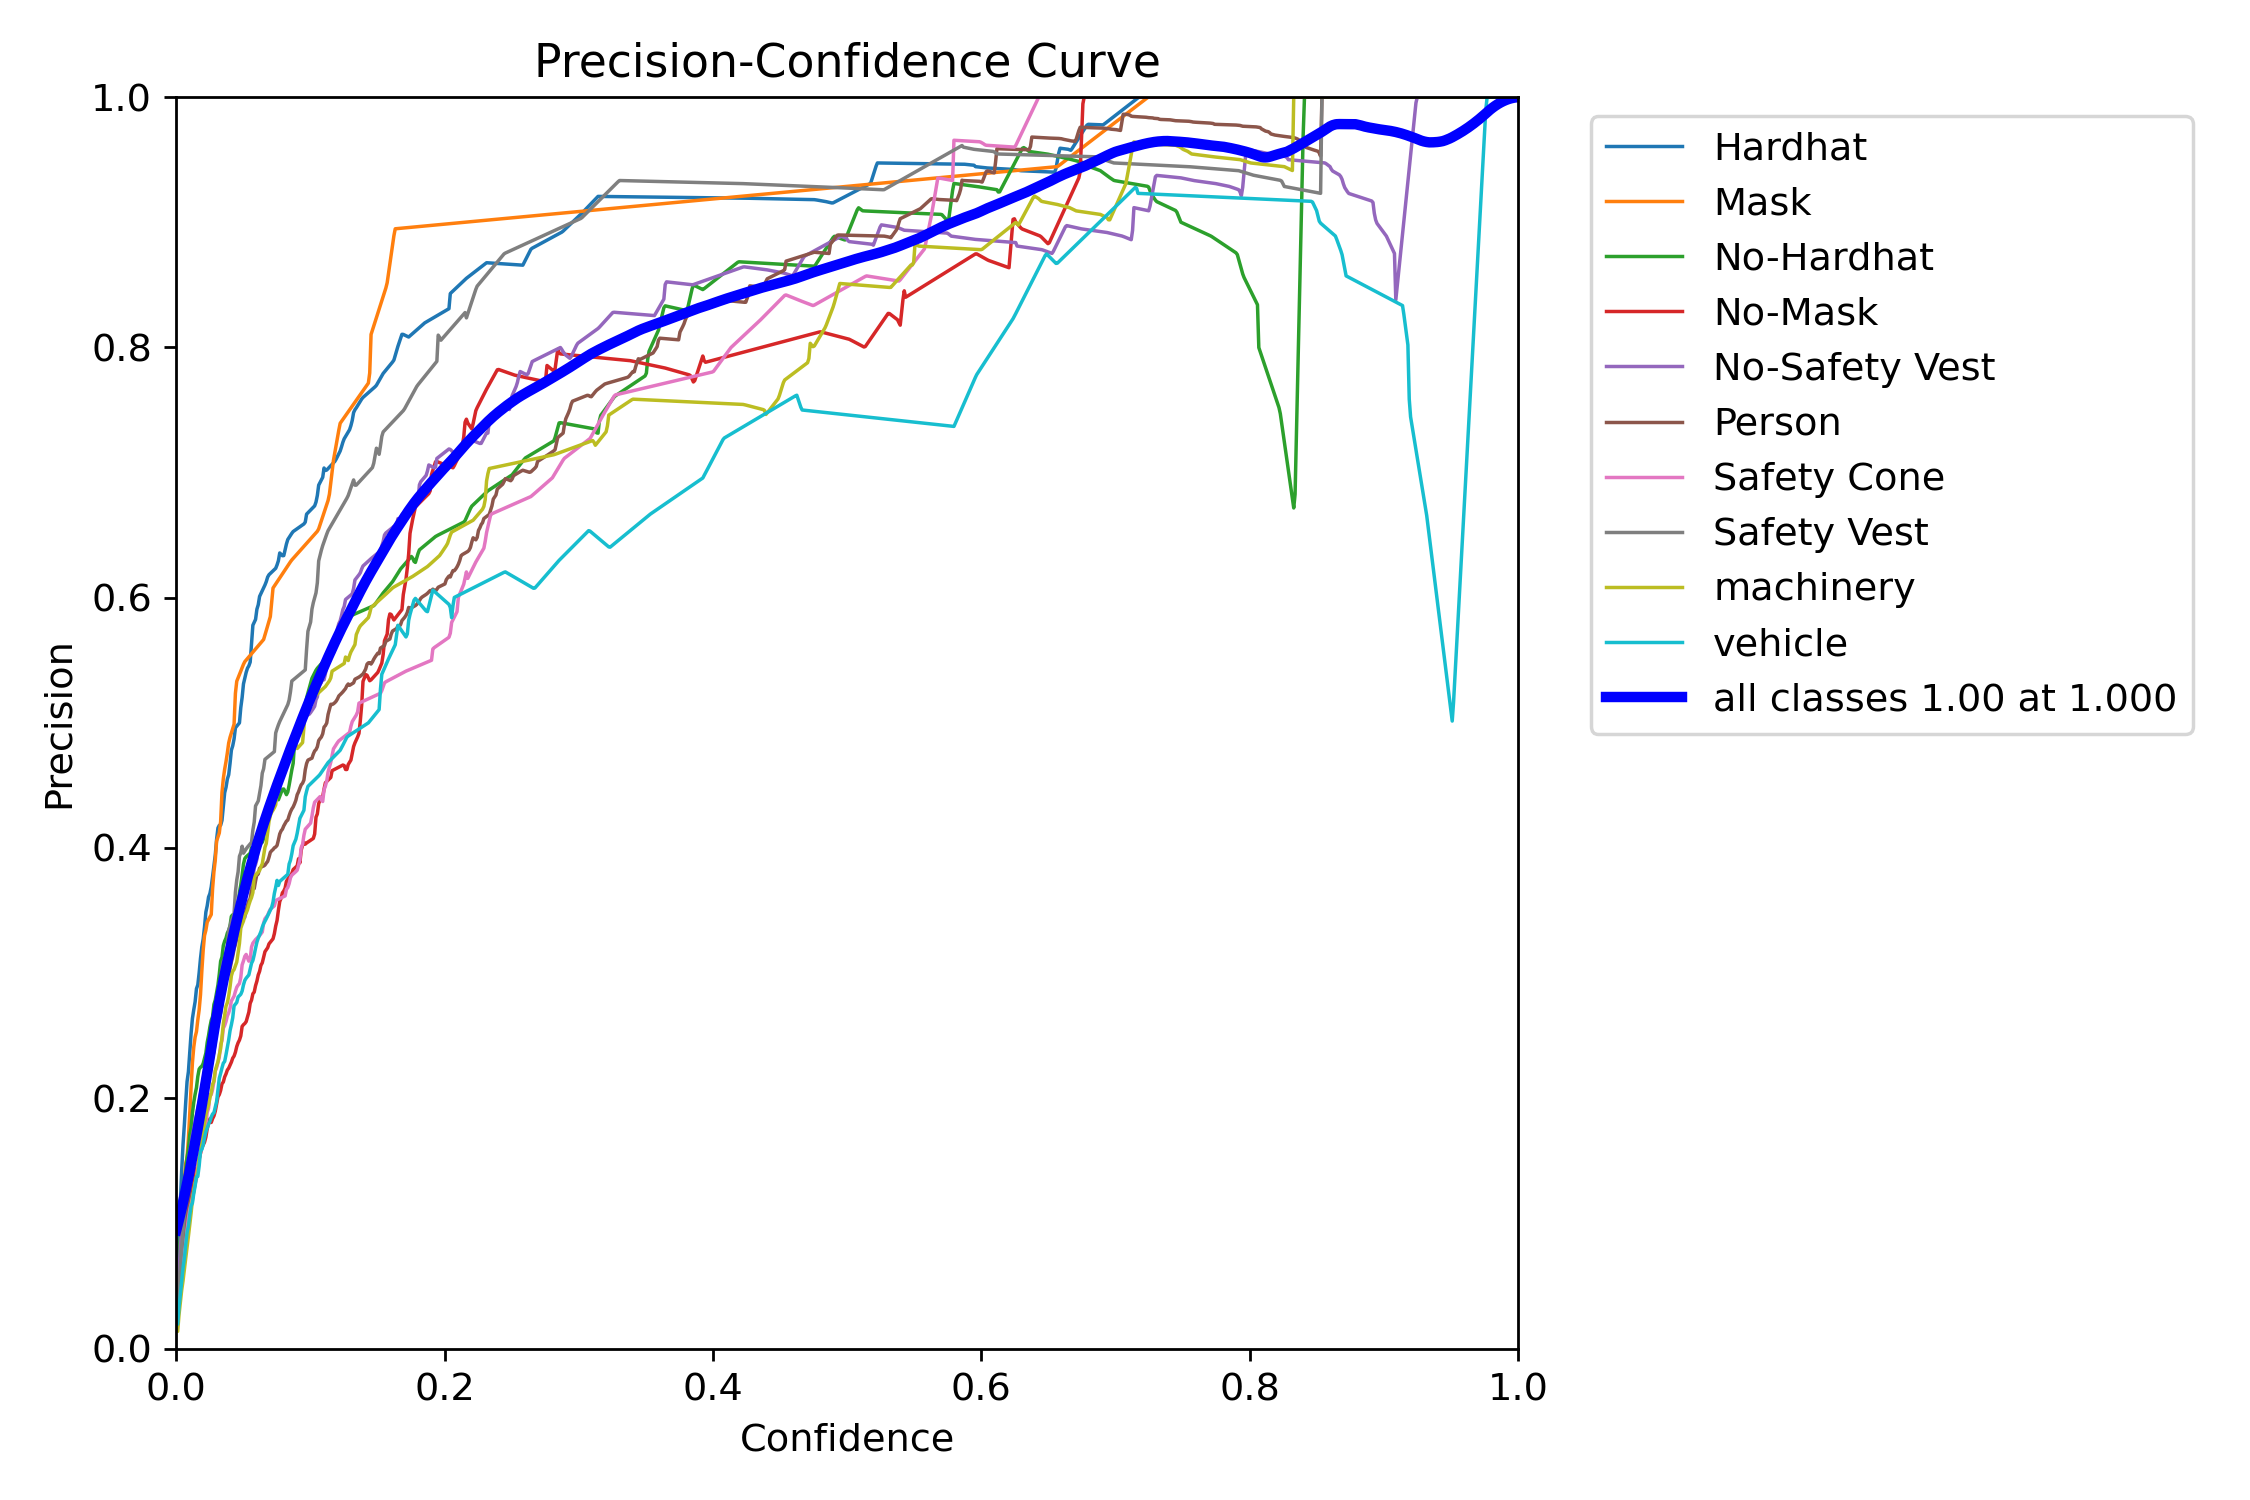 Precision-Confidence Curve
1.0
0.8
0.6
0.4
0.2
0.0
Precision
0.0 0.2 0.4 0.6 0.8 1.0
Confidence
Hardhat
Mask
No-Hardhat
No-Mask
No-Safety Vest
Person
Safety Cone
Safety Vest
machinery
vehicle
all classes 1.00 at 1.000